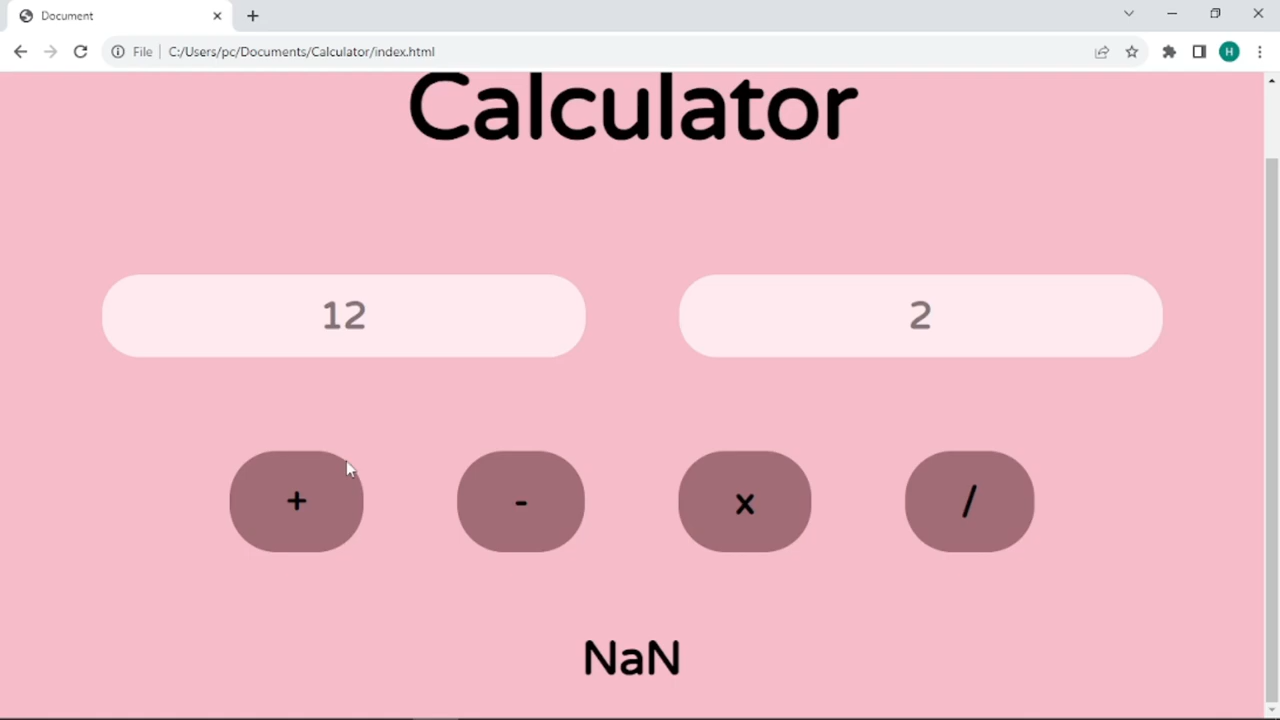 Document
File C:/Users/pc/Documents/Calculator/index.html
H
Calculator
12 2
+ - x /
NaN